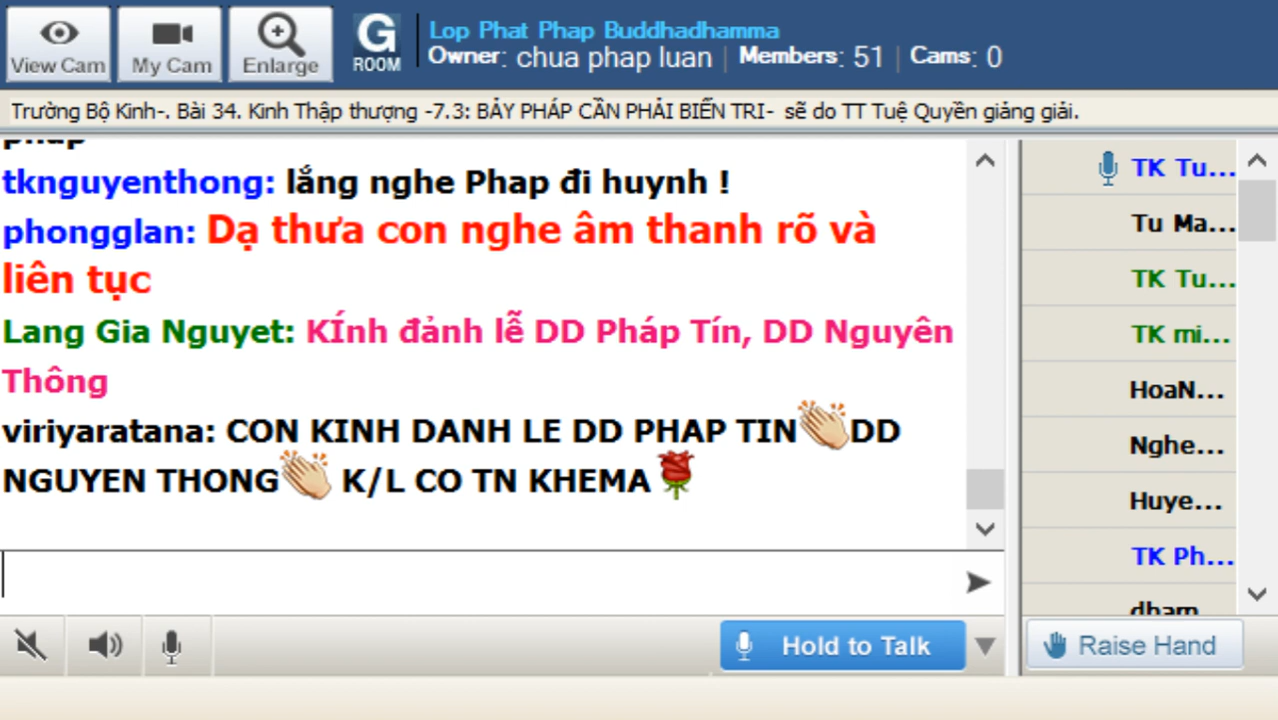 View Cam
My Cam
Enlarge
G
ROOM
Lop Phat Phap Buddhadhamma
Owner: chua phap luan | Members: 51 | Cams: 0
Trường Bộ Kinh-. Bài 34. Kinh Thập thượng -7.3: BẢY PHÁP CẦN PHẢI BIẾN TRI- sẽ do TT Tuệ Quyền giảng giải.
pháp
tknguyenthong: lắng nghe Phap đi huynh !
phongglan: Dạ thưa con nghe âm thanh rõ và
liên tục
Lang Gia Nguyet: KÍnh đảnh lễ DD Pháp Tín, DD Nguyên
Thông
viriyaratana: CON KINH DANH LE DD PHAP TIN DD
NGUYEN THONG K/L CO TN KHEMA
TK Tu...
Tu Ma...
TK Tu...
TK mi...
HoaN...
Nghe...
Huye...
TK Ph...
dham
Hold to Talk
Raise Hand